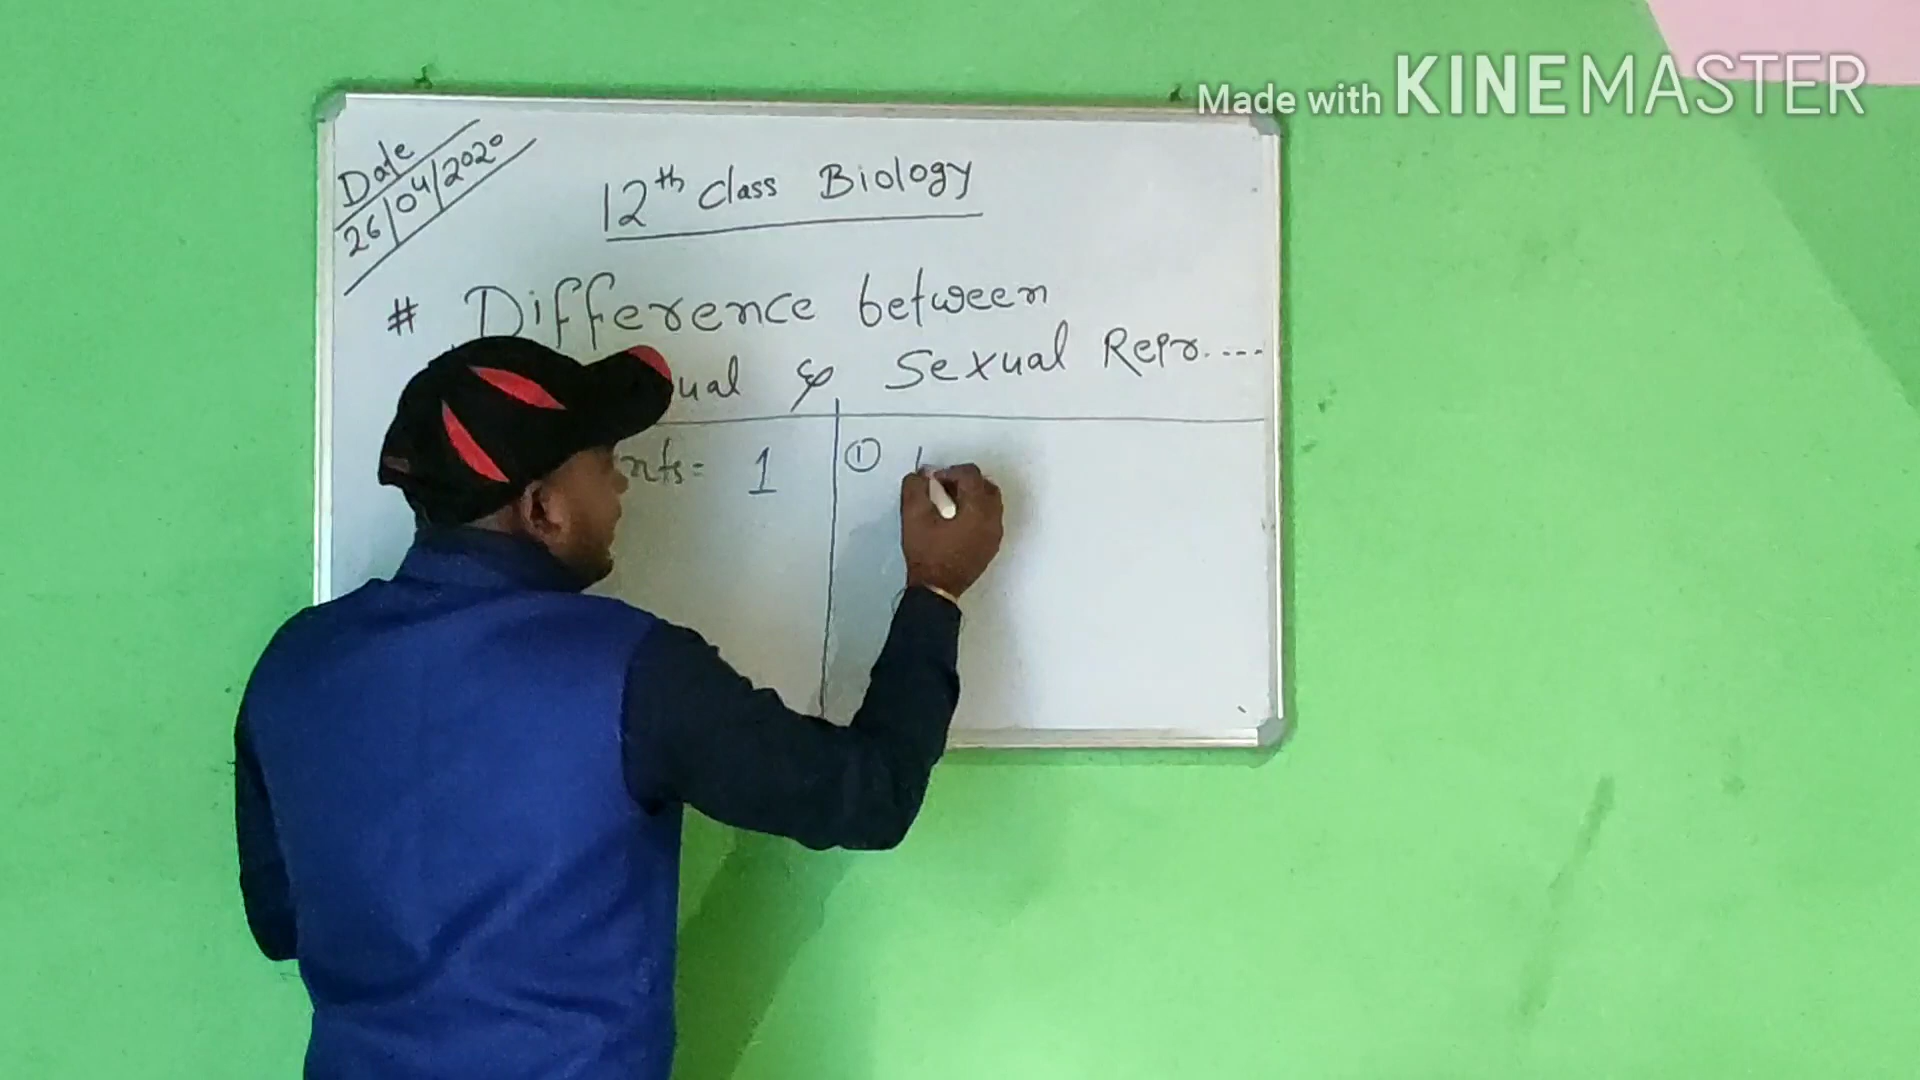 Made with KINEMASTER
Date
26/04/2020
12th Class Biology
# Difference between
ual & Sexual Repr....
nts = 1
①